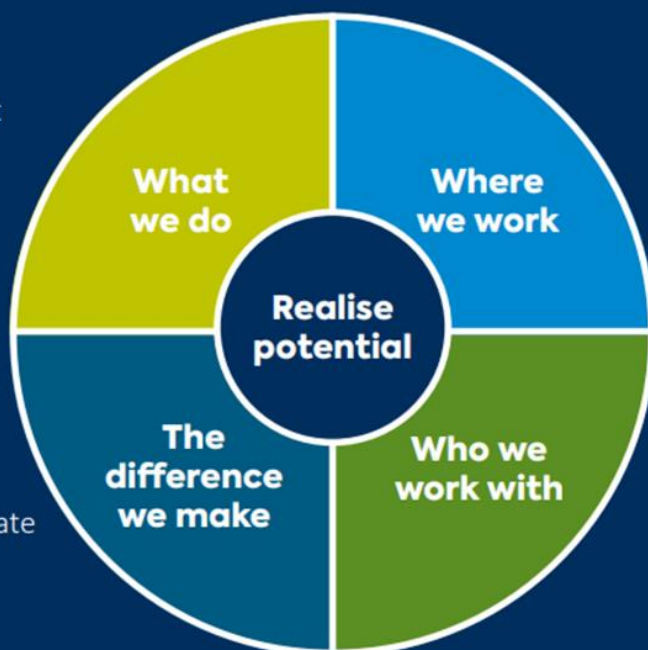 What
we do
Where
we work
Realise
potential
The
difference
we make
Who we
work with